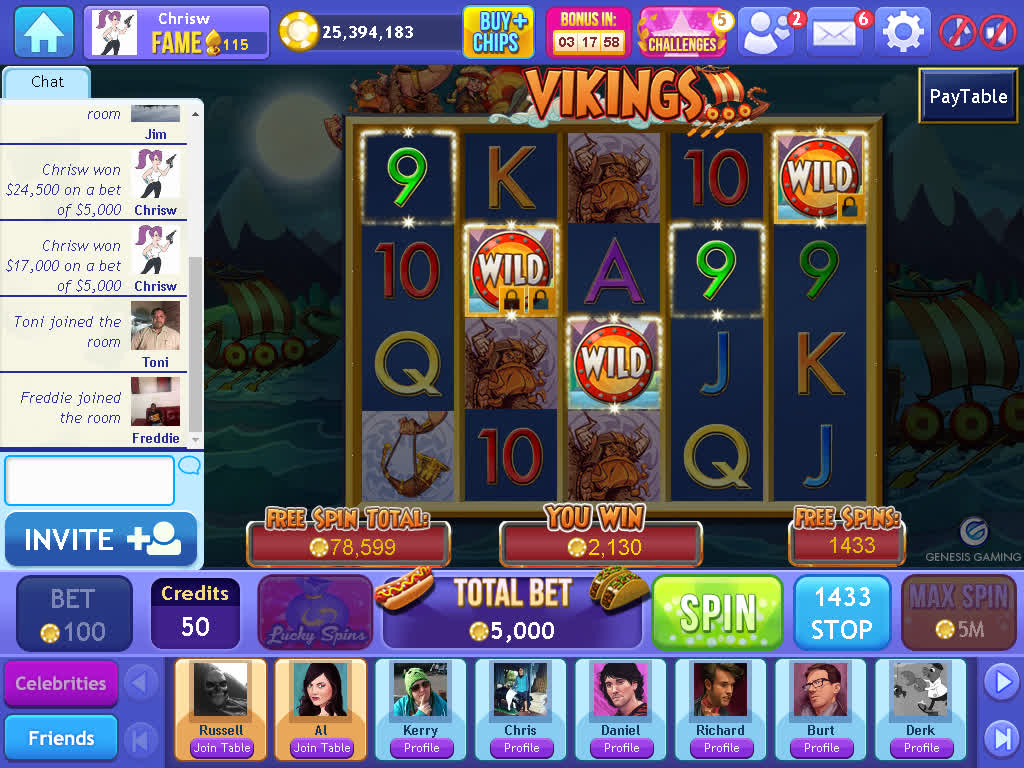 Chrisw
FAME 115
25,394,183
BUY+
CHIPS
BONUS IN:
03 17 58
CHALLENGES
5
2
6
Chat
VIKINGS
PayTable
room
Jim
Chrisw won
$24,500 on a bet
of $5,000
Chrisw
Chrisw won
$17,000 on a bet
of $5,000
Chrisw
Toni joined the
room
Toni
Freddie joined
the room
Freddie
INVITE
9 K 10 WILD
10 WILD A 9 9
Q WILD J K
10 Q J
FREE SPIN TOTAL:
78,599
YOU WIN
2,130
FREE SPINS:
1433
GENESIS GAMING
BET
100
Credits
50
Lucky Spins
TOTAL BET
5,000
SPIN
1433
STOP
MAX SPIN
5M
Celebrities
Friends
Russell
Join Table
Al
Join Table
Kerry
Profile
Chris
Profile
Daniel
Profile
Richard
Profile
Burt
Profile
Derk
Profile